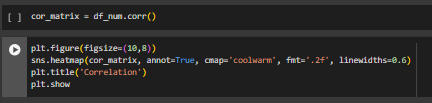 [ ] cor_matrix = df_num.corr()
plt.figure(figsize=(10,8))
sns.heatmap(cor_matrix, annot=True, cmap='coolwarm', fmt='.2f', linewidths=0.6)
plt.title('Correlation')
plt.show